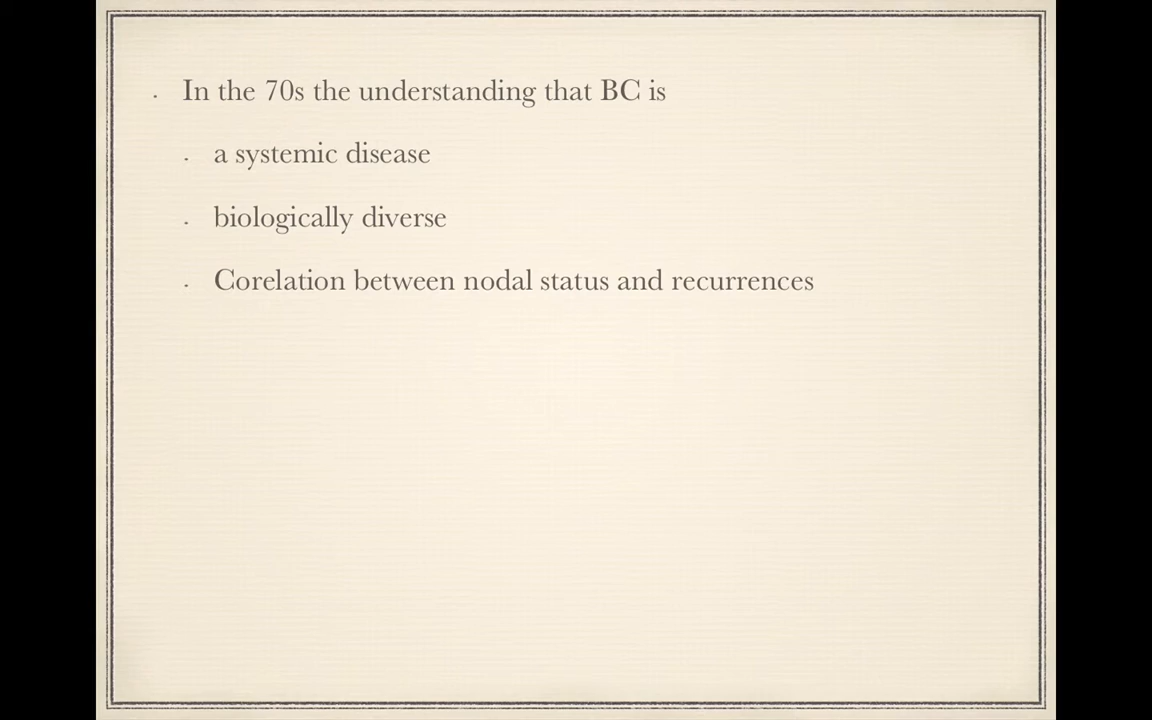 In the 70s the understanding that BC is
a systemic disease
biologically diverse
Corelation between nodal status and recurrences